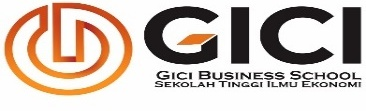 GICI
GICI BUSINESS SCHOOL
SEKOLAH TINGGI ILMU EKONOMI